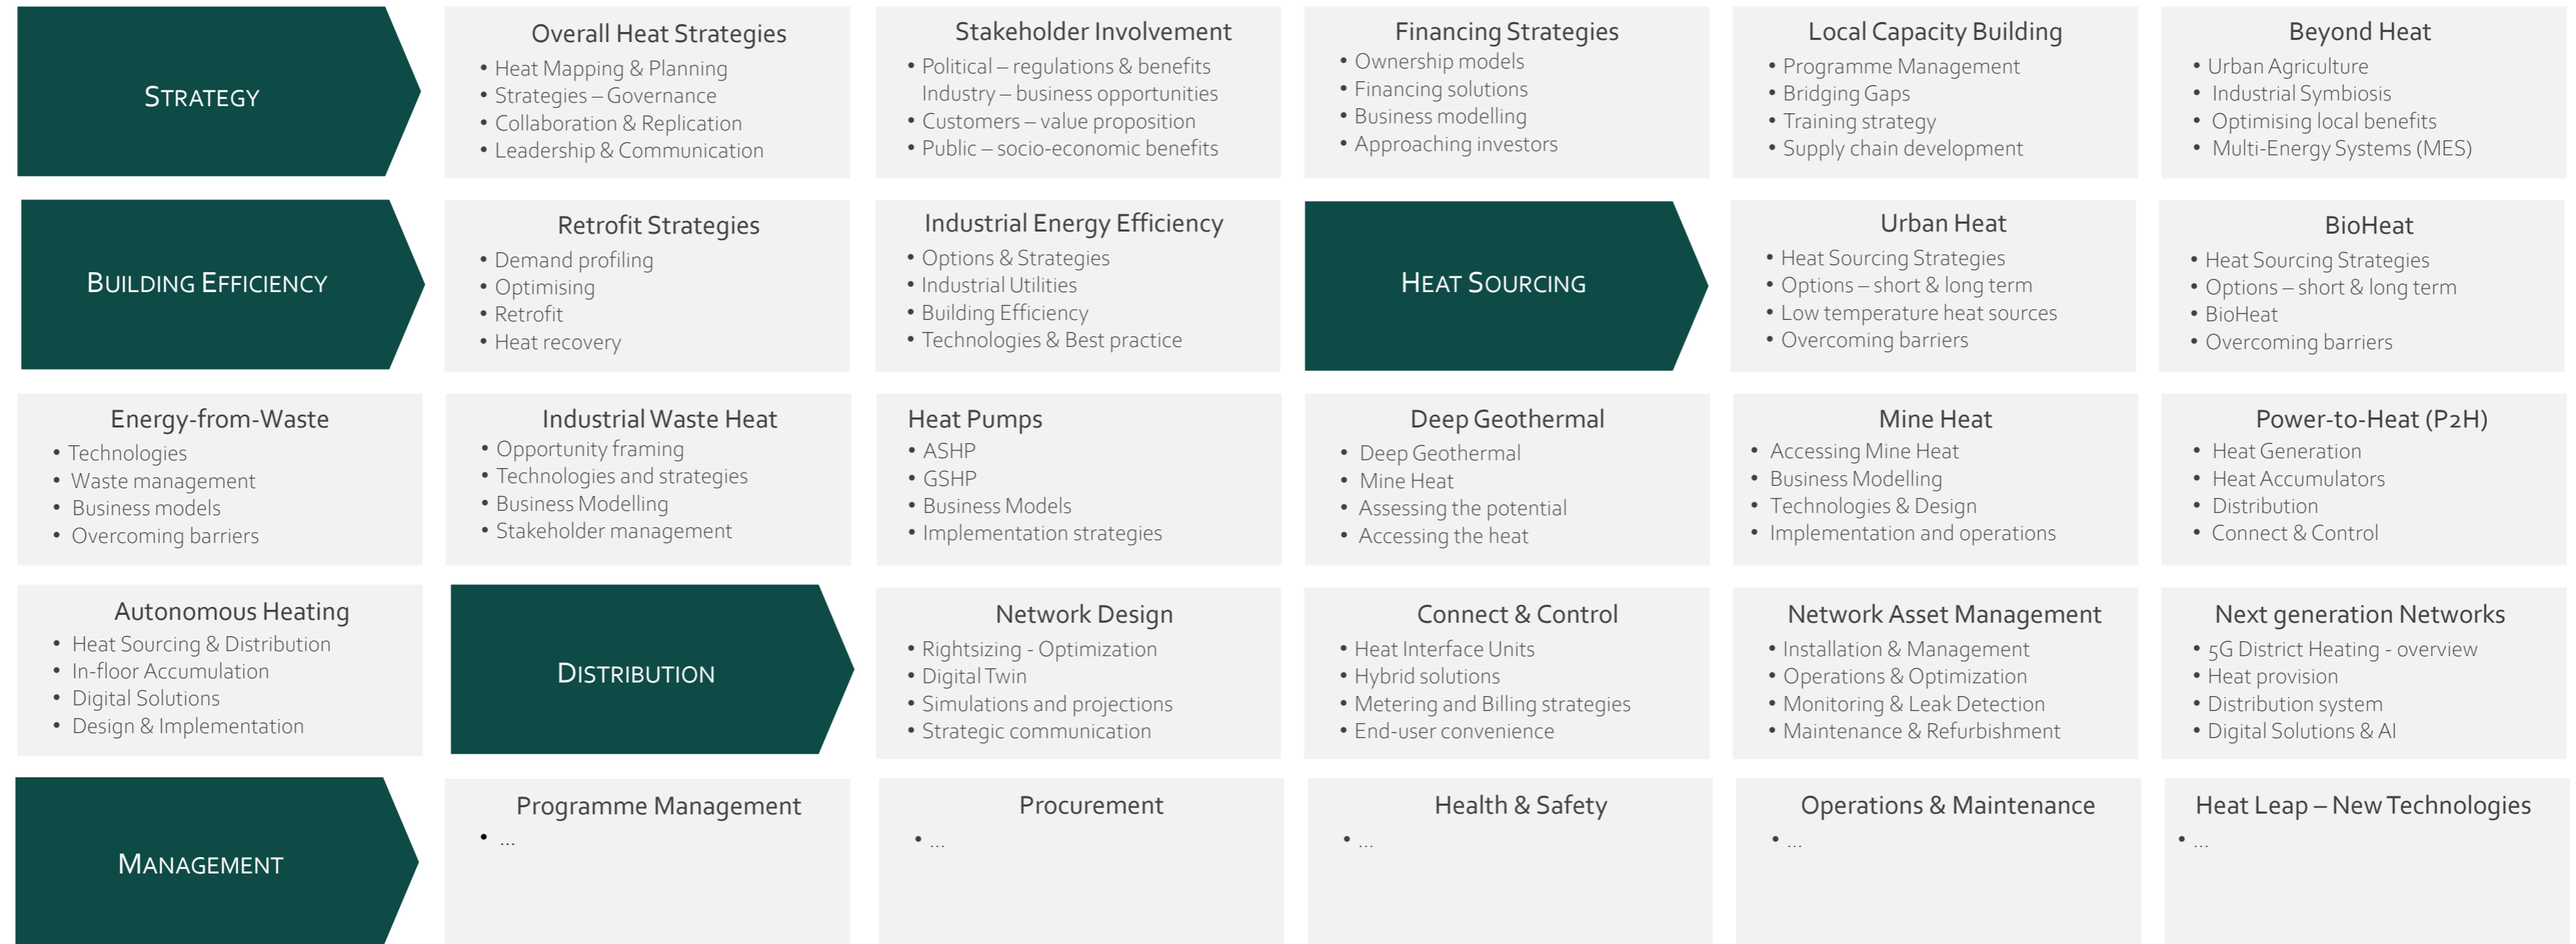 STRATEGY
Overall Heat Strategies
• Heat Mapping & Planning
• Strategies – Governance
• Collaboration & Replication
• Leadership & Communication
Stakeholder Involvement
• Political – regulations & benefits
Industry – business opportunities
• Customers – value proposition
• Public – socio-economic benefits
Financing Strategies
• Ownership models
• Financing solutions
• Business modelling
• Approaching investors
Local Capacity Building
• Programme Management
• Bridging Gaps
• Training strategy
• Supply chain development
Beyond Heat
• Urban Agriculture
• Industrial Symbiosis
• Optimising local benefits
• Multi-Energy Systems (MES)
BUILDING EFFICIENCY
Retrofit Strategies
• Demand profiling
• Optimising
• Retrofit
• Heat recovery
Industrial Energy Efficiency
• Options & Strategies
• Industrial Utilities
• Building Efficiency
• Technologies & Best practice
HEAT SOURCING
Urban Heat
• Heat Sourcing Strategies
• Options – short & long term
• Low temperature heat sources
• Overcoming barriers
BioHeat
• Heat Sourcing Strategies
• Options – short & long term
• BioHeat
• Overcoming barriers
Energy-from-Waste
• Technologies
• Waste management
• Business models
• Overcoming barriers
Industrial Waste Heat
• Opportunity framing
• Technologies and strategies
• Business Modelling
• Stakeholder management
Heat Pumps
• ASHP
• GSHP
• Business Models
• Implementation strategies
Deep Geothermal
• Deep Geothermal
• Mine Heat
• Assessing the potential
• Accessing the heat
Mine Heat
• Accessing Mine Heat
• Business Modelling
• Technologies & Design
• Implementation and operations
Power-to-Heat (P2H)
• Heat Generation
• Heat Accumulators
• Distribution
• Connect & Control
Autonomous Heating
• Heat Sourcing & Distribution
• In-floor Accumulation
• Digital Solutions
• Design & Implementation
DISTRIBUTION
Network Design
• Rightsizing - Optimization
• Digital Twin
• Simulations and projections
• Strategic communication
Connect & Control
• Heat Interface Units
• Hybrid solutions
• Metering and Billing strategies
• End-user convenience
Network Asset Management
• Installation & Management
• Operations & Optimization
• Monitoring & Leak Detection
• Maintenance & Refurbishment
Next generation Networks
• 5G District Heating - overview
• Heat provision
• Distribution system
• Digital Solutions & AI
MANAGEMENT
Programme Management
• ...
Procurement
• ...
Health & Safety
• ...
Operations & Maintenance
• ...
Heat Leap – New Technologies
• ...